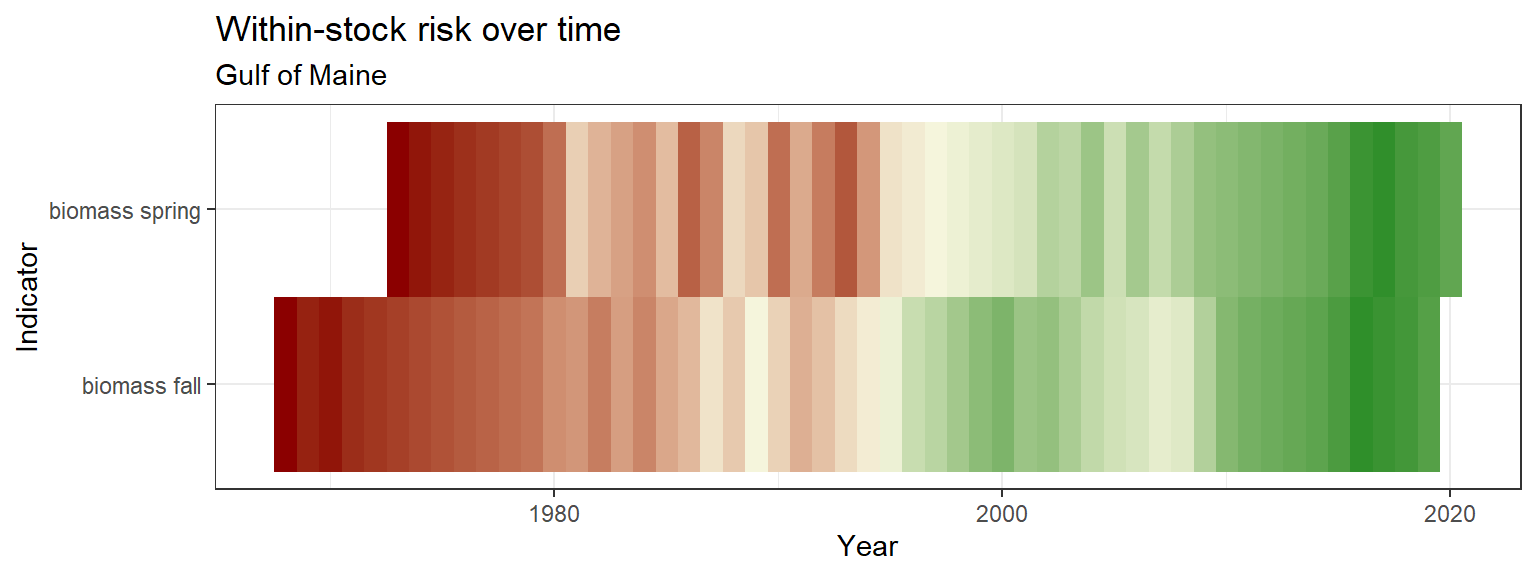 Within-stock risk over time
Gulf of Maine
biomass spring
biomass fall
Indicator
1980
2000
2020
Year